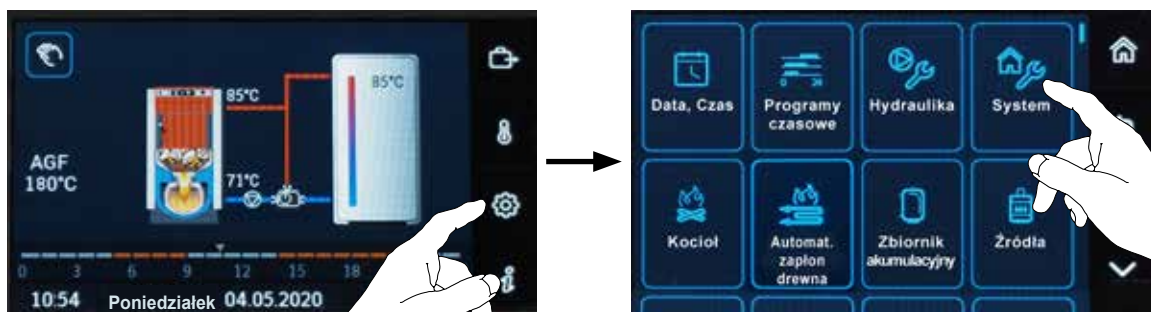 85°C
85°C
AGF
180°C
71°C
0 3 6 9 12 15 18
10:54 Poniedziałek 04.05.2020
Data, Czas
Programy
czasowe
Hydraulika
System
Kocioł
Automat.
zapłon
drewna
Zbiornik
akumulacyjny
Źródła